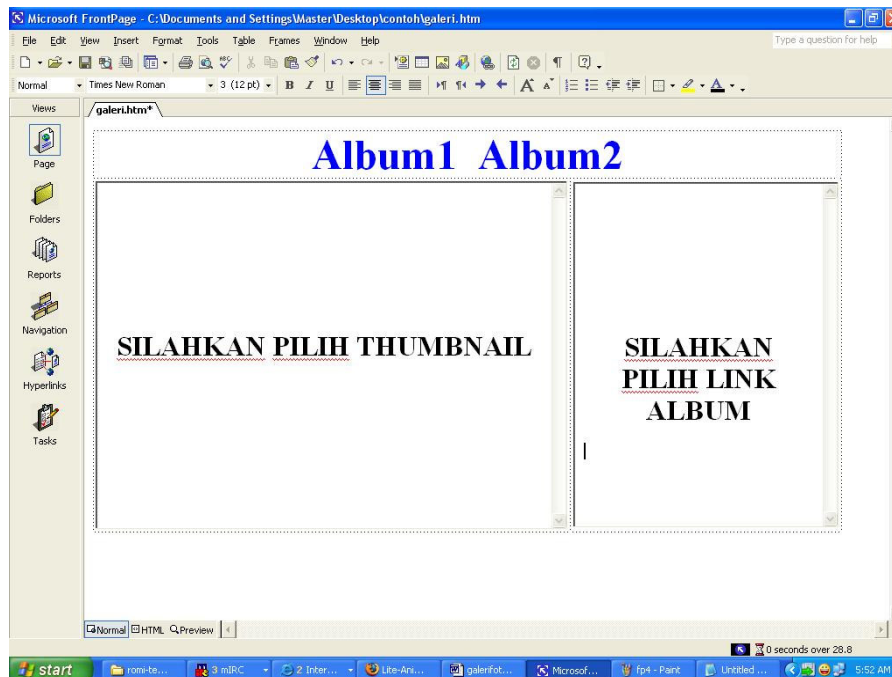 Microsoft FrontPage - C:\Documents and Settings\Master\Desktop\contoh\galeri.htm
File Edit View Insert Format Tools Table Frames Window Help
Type a question for help
Normal Times New Roman 3 (12 pt) B I U A A A
Views
galeri.htm*
Page
Folders
Reports
Navigation
Hyperlinks
Tasks
Album1 Album2
SILAHKAN PILIH THUMBNAIL
SILAHKAN
PILIH LINK
ALBUM
Normal HTML Preview
0 seconds over 28.8
start romi-te... 3 mIRC 2 Inter... Lite-Ani... galerifot... Microsof... fp4 - Paint Untitled ... 5:52 AM